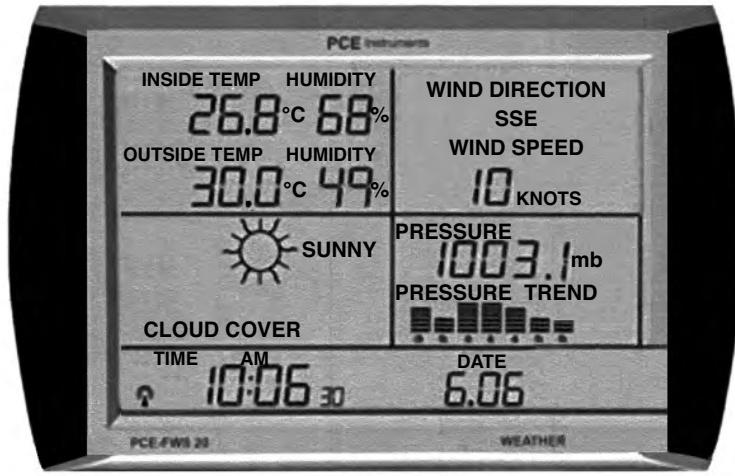 PCE Instruments
INSIDE TEMP HUMIDITY
26.8°C 68%
OUTSIDE TEMP HUMIDITY
30.0°C 49%
WIND DIRECTION
SSE
WIND SPEED
10 KNOTS
SUNNY
CLOUD COVER
PRESSURE
1003.1mb
PRESSURE TREND
TIME AM
10:06 30
DATE
6.06
PCE-FWS 20 WEATHER